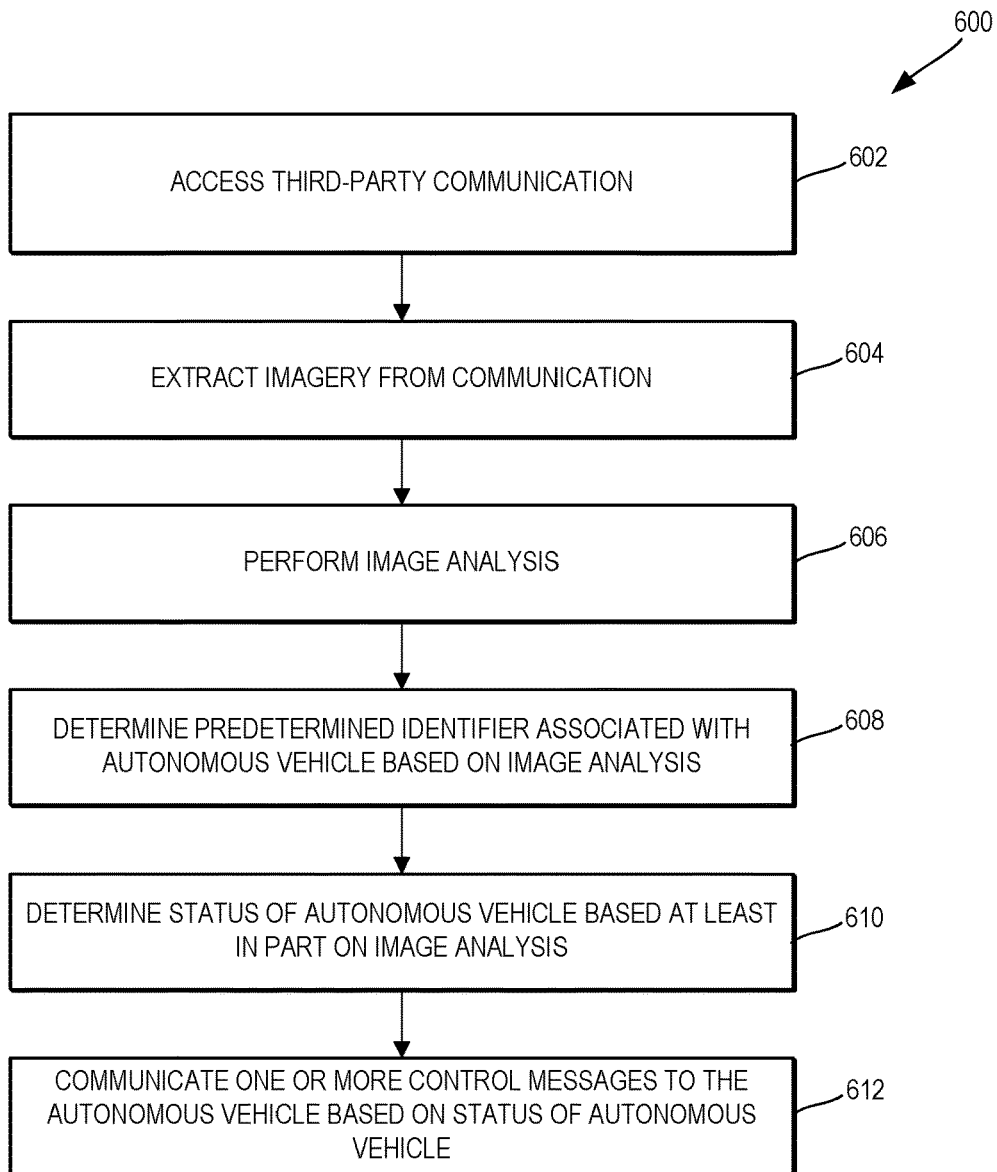 600
ACCESS THIRD-PARTY COMMUNICATION
602
EXTRACT IMAGERY FROM COMMUNICATION
604
PERFORM IMAGE ANALYSIS
606
DETERMINE PREDETERMINED IDENTIFIER ASSOCIATED WITH
AUTONOMOUS VEHICLE BASED ON IMAGE ANALYSIS
608
DETERMINE STATUS OF AUTONOMOUS VEHICLE BASED AT LEAST
IN PART ON IMAGE ANALYSIS
610
COMMUNICATE ONE OR MORE CONTROL MESSAGES TO THE
AUTONOMOUS VEHICLE BASED ON STATUS OF AUTONOMOUS
VEHICLE
612